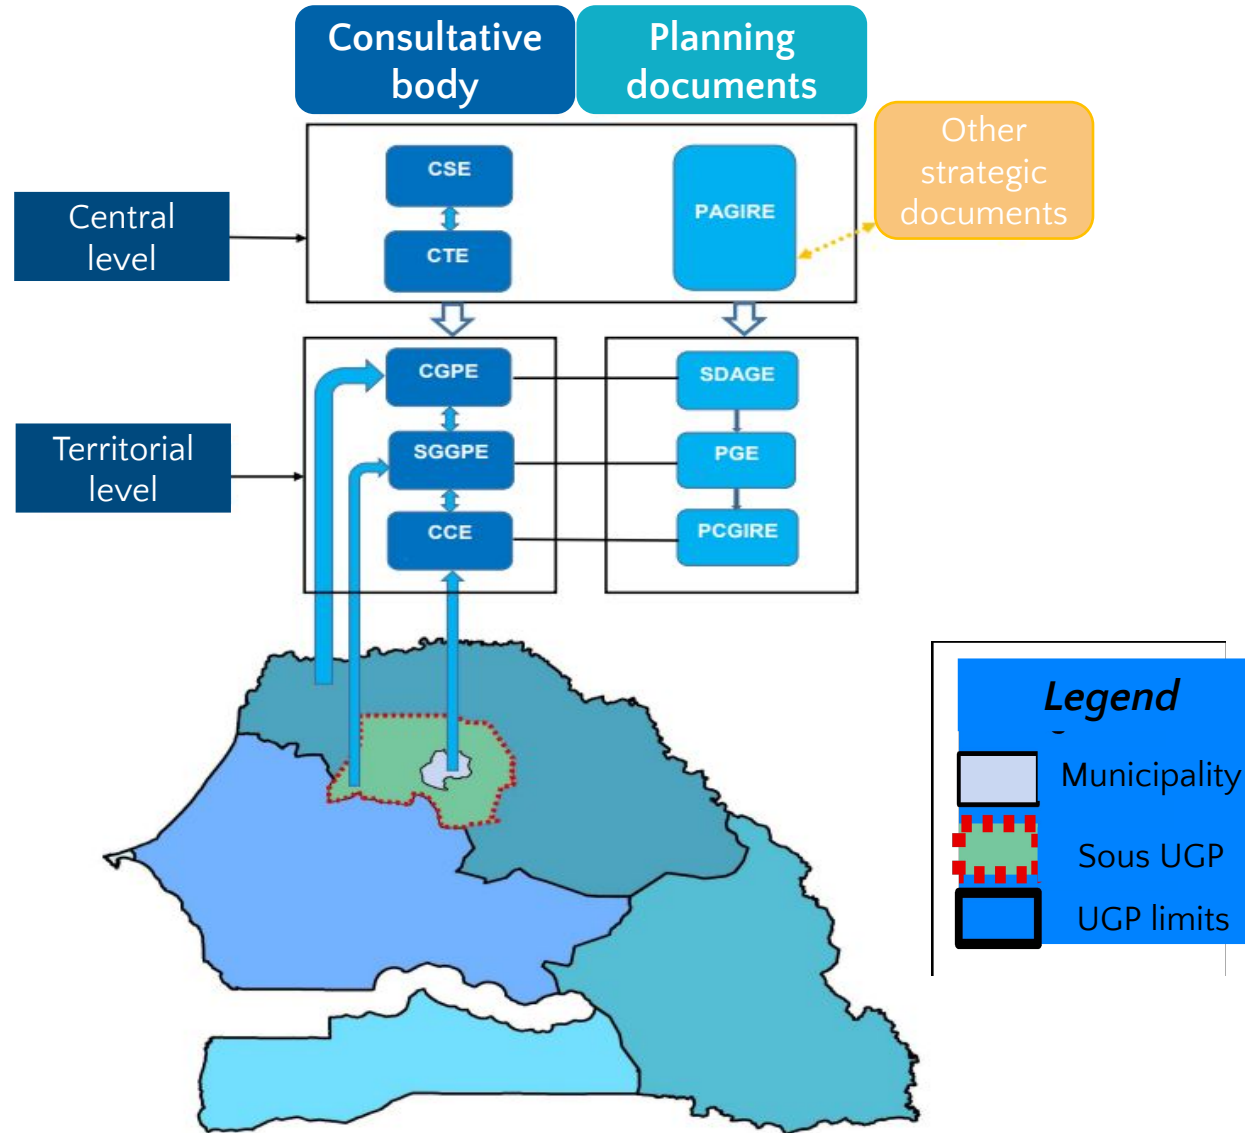 Consultative
body
Planning
documents
Other
strategic
documents
Central
level
CSE
CTE
PAGIRE
Territorial
level
CGPE
SGGPE
CCE
SDAGE
PGE
PCGIRE
Legend
Municipality
Sous UGP
UGP limits